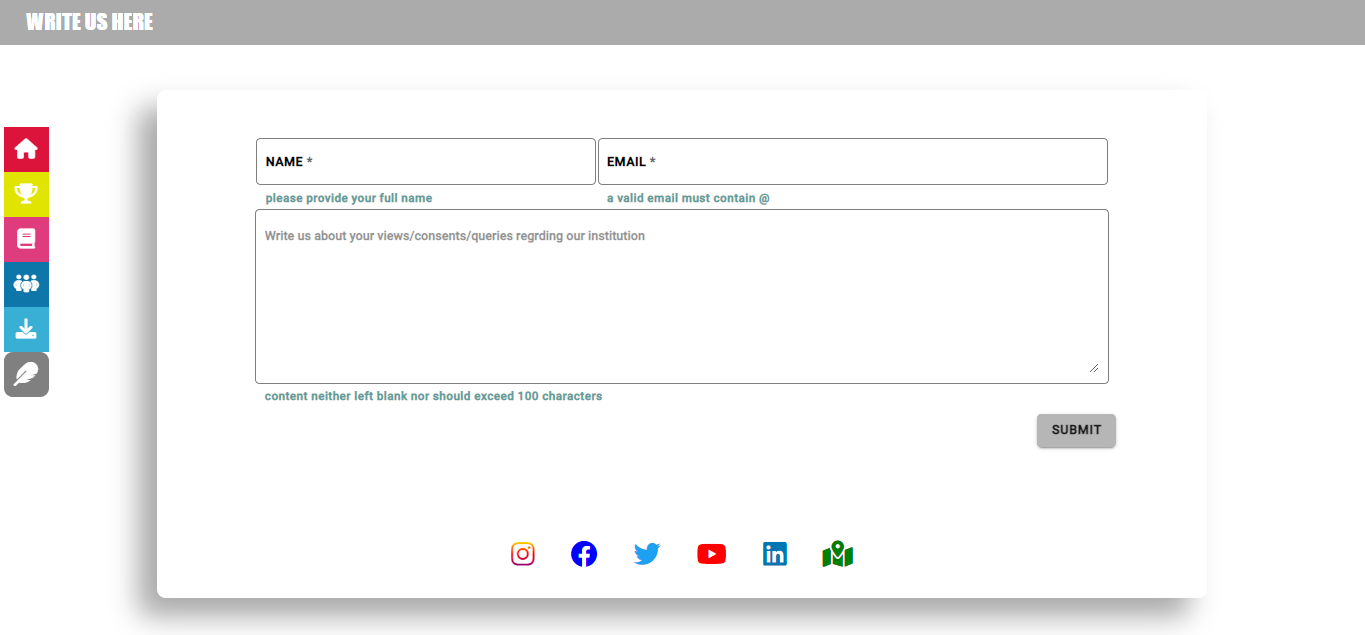 WRITE US HERE
NAME *
EMAIL *
please provide your full name
a valid email must contain @
Write us about your views/consents/queries regrding our institution
content neither left blank nor should exceed 100 characters
SUBMIT
in